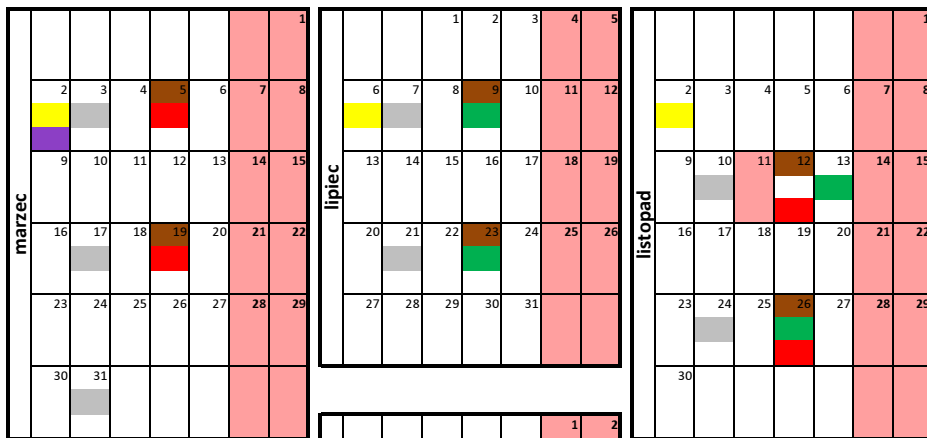 marzec
1
2 3 4 5 6 7 8
9 10 11 12 13 14 15
16 17 18 19 20 21 22
23 24 25 26 27 28 29
30 31
lipiec
1 2 3 4 5
6 7 8 9 10 11 12
13 14 15 16 17 18 19
20 21 22 23 24 25 26
27 28 29 30 31
1 2
listopad
1
2 3 4 5 6 7 8
9 10 11 12 13 14 15
16 17 18 19 20 21 22
23 24 25 26 27 28 29
30